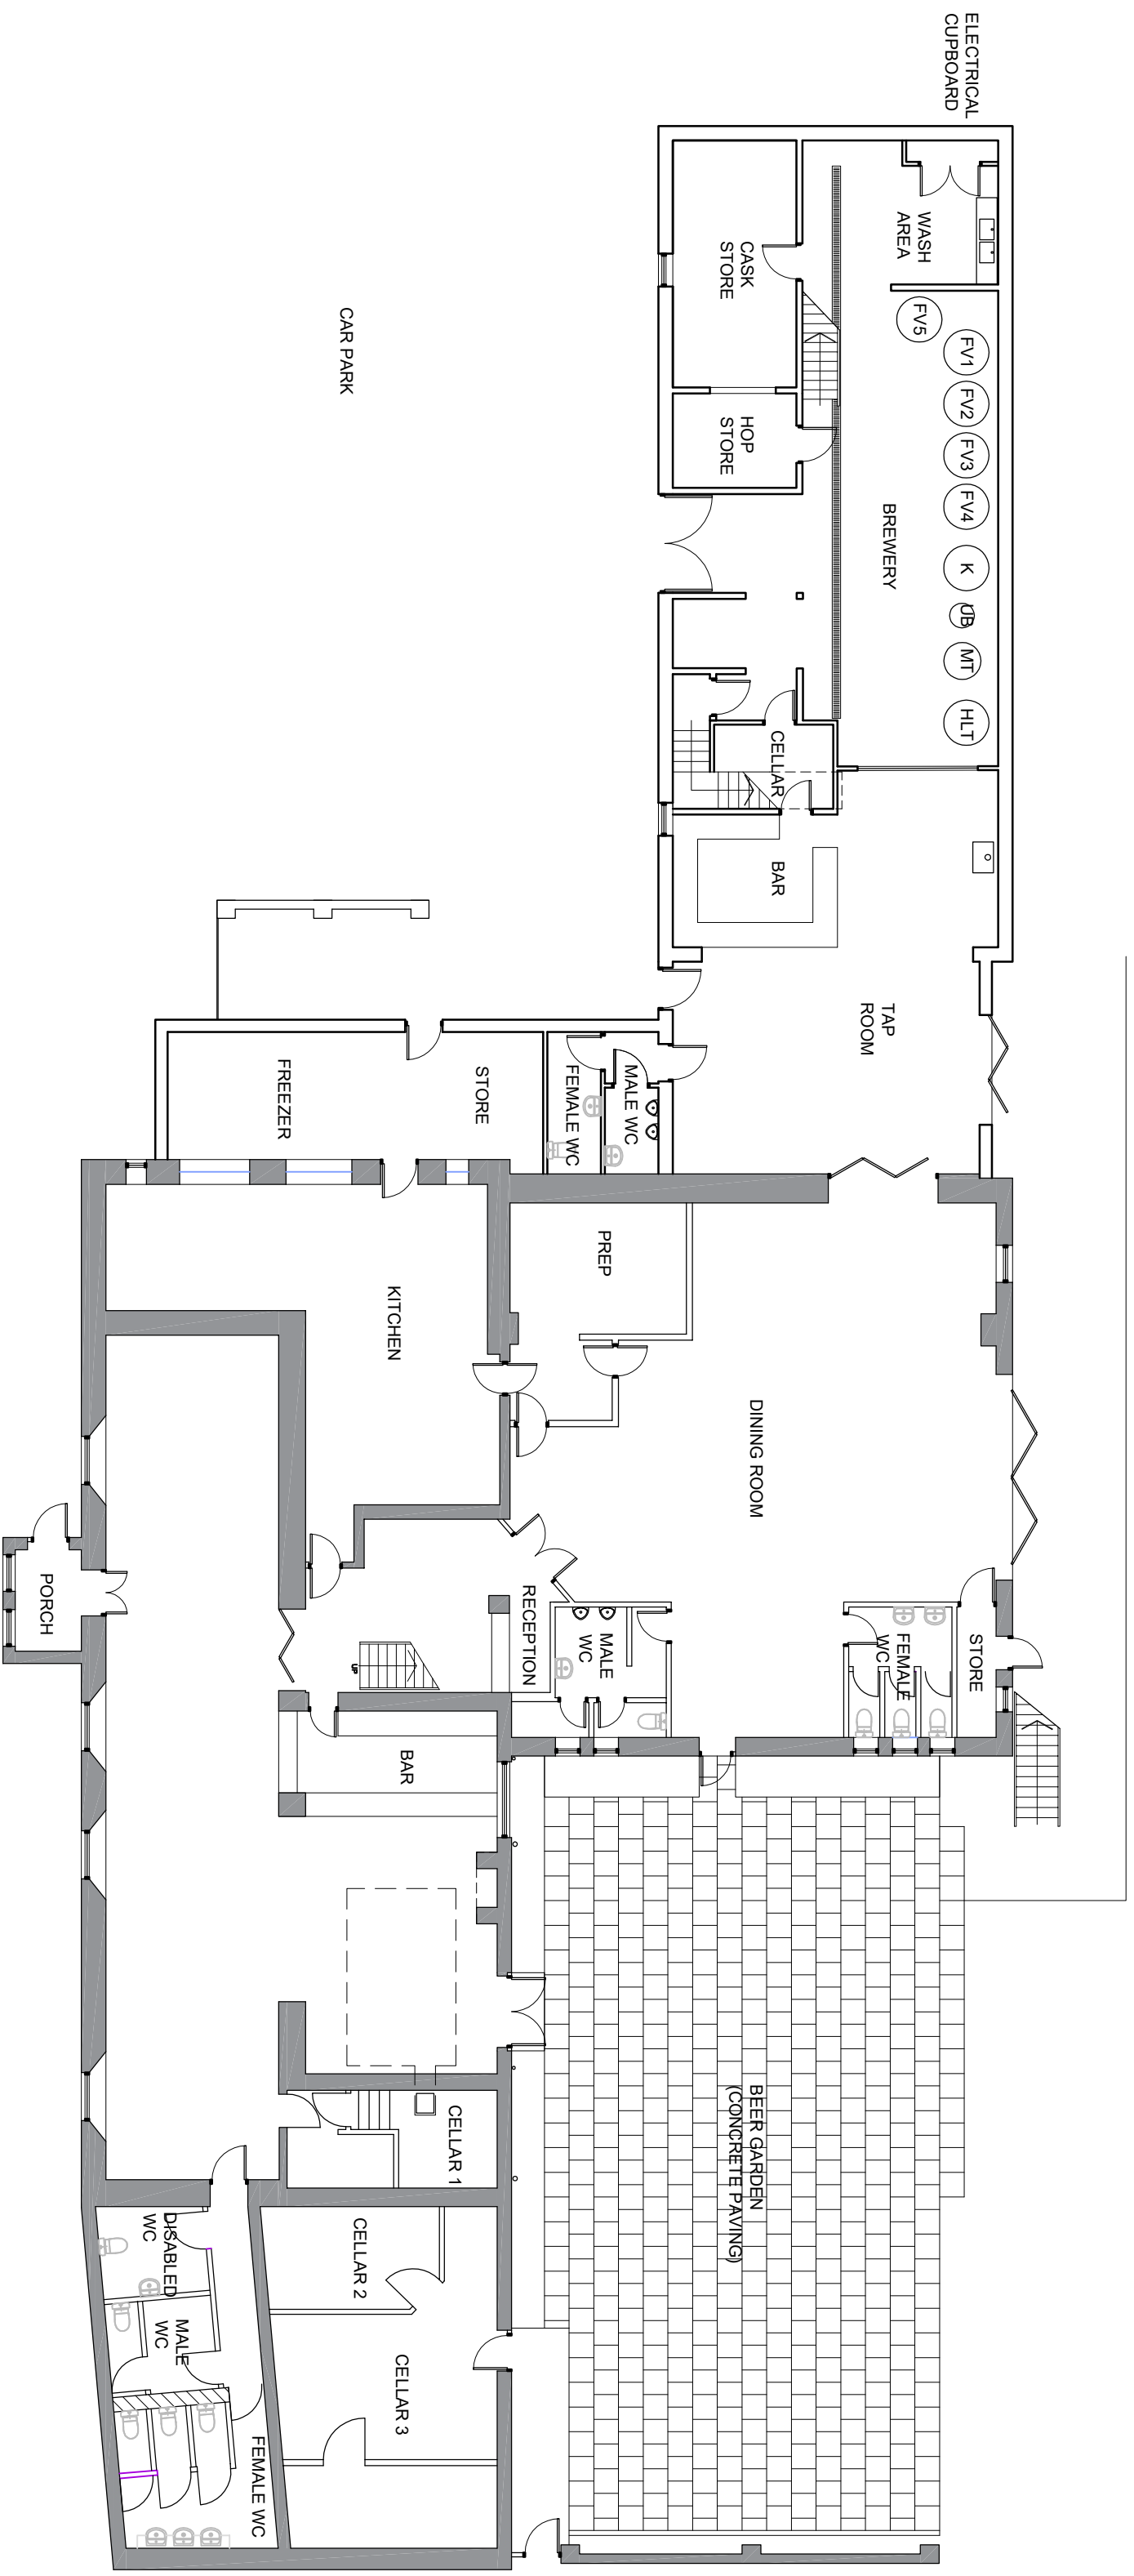 ELECTRICAL
CUPBOARD
WASH
AREA
CASK
STORE
FV5
FV1
FV2
FV3
FV4
K
UB
MT
HLT
HOP
STORE
BREWERY
CAR PARK
CELLAR
BAR
TAP
ROOM
MALE WC
FEMALE WC
STORE
FREEZER
PREP
KITCHEN
DINING ROOM
RECEPTION
MALE
WC
FEMALE
WC
STORE
PORCH
UP
BAR
BEER GARDEN
(CONCRETE PAVING)
CELLAR 1
CELLAR 2
CELLAR 3
DISABLED
WC
MALE
WC
FEMALE WC